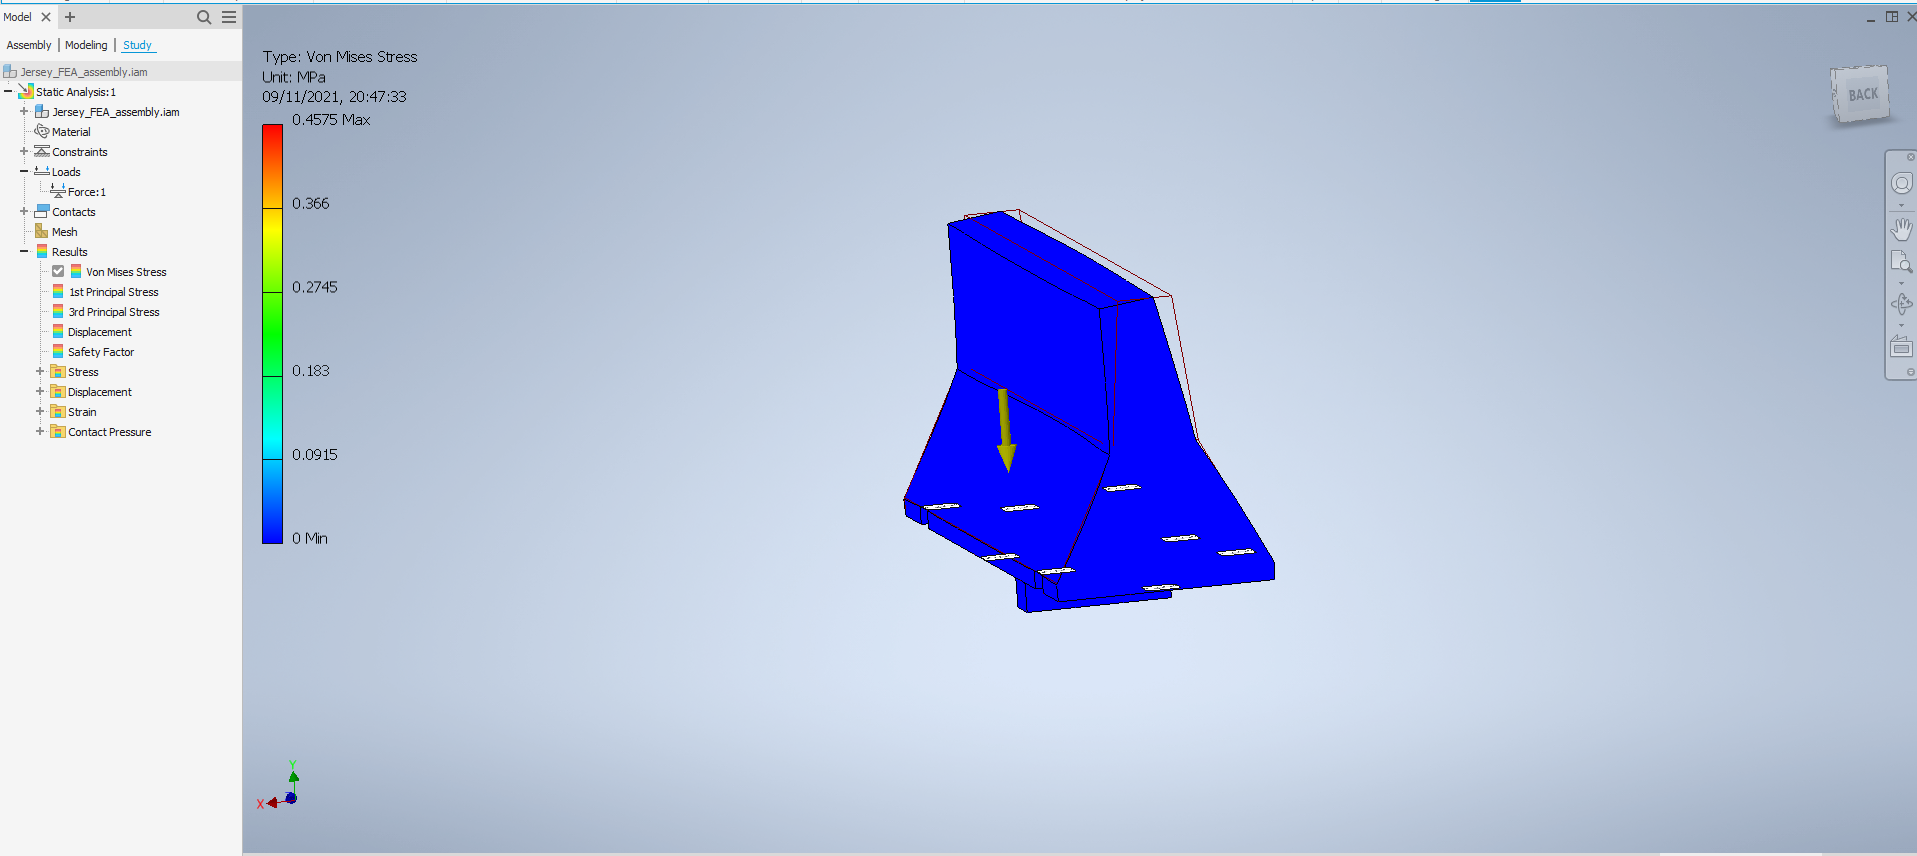 Model
Assembly | Modeling | Study
Jersey_FEA_assembly.iam
Static Analysis:1
Jersey_FEA_assembly.iam
Material
Constraints
Loads
Force:1
Contacts
Mesh
Results
Von Mises Stress
1st Principal Stress
3rd Principal Stress
Displacement
Safety Factor
Stress
Displacement
Strain
Contact Pressure
Type: Von Mises Stress
Unit: MPa
09/11/2021, 20:47:33
0.4575 Max
0.366
0.2745
0.183
0.0915
0 Min
BACK
Y
X
Z